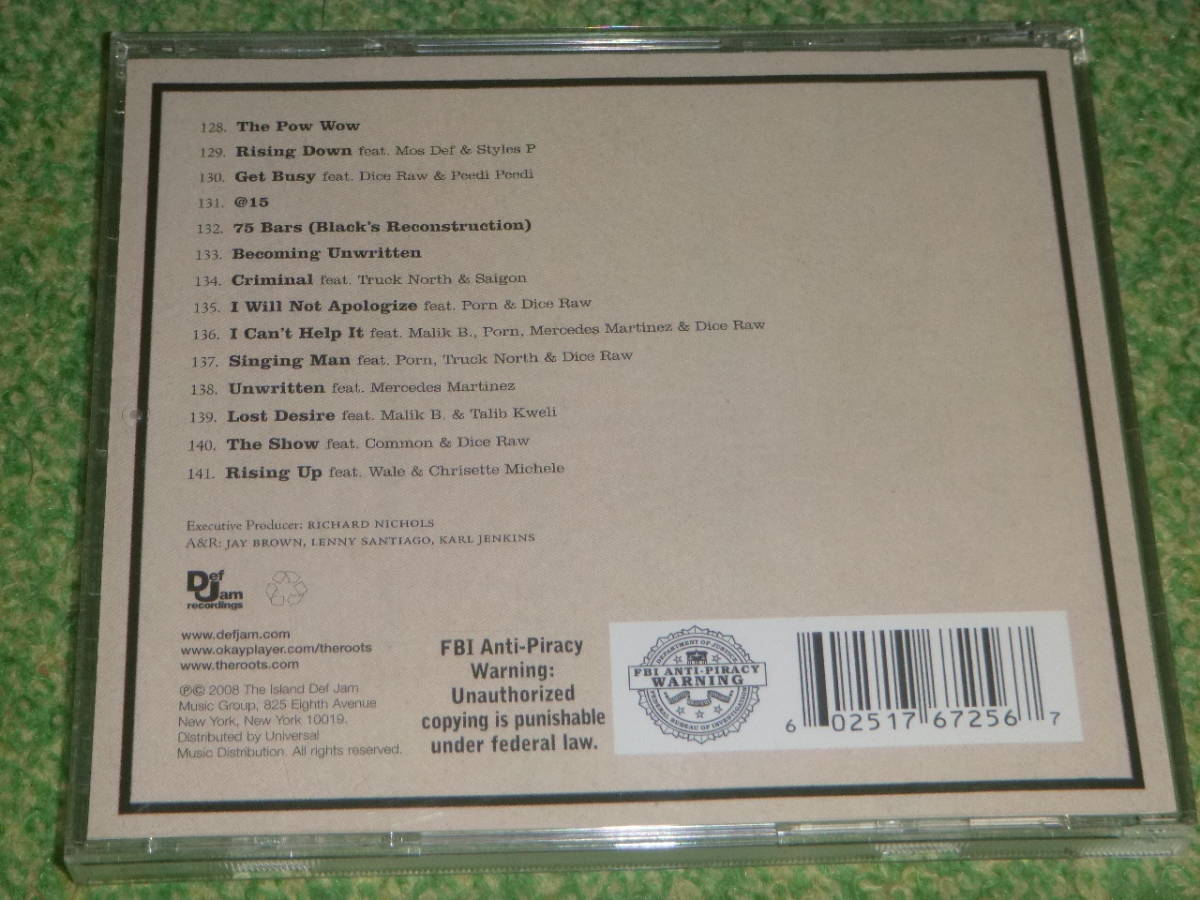 128. The Pow Wow
129. Rising Down feat. Mos Def & Styles P
130. Get Busy feat. Dice Raw & Peedi Peedi
131. @15
132. 75 Bars (Black's Reconstruction)
133. Becoming Unwritten
134. Criminal feat. Truck North & Saigon
135. I Will Not Apologize feat. Porn & Dice Raw
136. I Can't Help It feat. Malik B., Porn, Mercedes Martinez & Dice Raw
137. Singing Man feat. Porn, Truck North & Dice Raw
138. Unwritten feat. Mercedes Martinez
139. Lost Desire feat. Malik B. & Talib Kweli
140. The Show feat. Common & Dice Raw
141. Rising Up feat. Wale & Chrisette Michele
Executive Producer: RICHARD NICHOLS
A&R: JAY BROWN, LENNY SANTIAGO, KARL JENKINS
Def
Jam
recordings
www.defjam.com
www.okayplayer.com/theroots
www.theroots.com
℗© 2008 The Island Def Jam
Music Group, 825 Eighth Avenue
New York, New York 10019.
Distributed by Universal
Music Distribution. All rights reserved.
FBI Anti-Piracy
Warning:
Unauthorized
copying is punishable
under federal law.
DEPARTMENT OF JUSTICE
FBI ANTI-PIRACY
WARNING
FEDERAL BUREAU OF INVESTIGATION
6 02517 67256 7